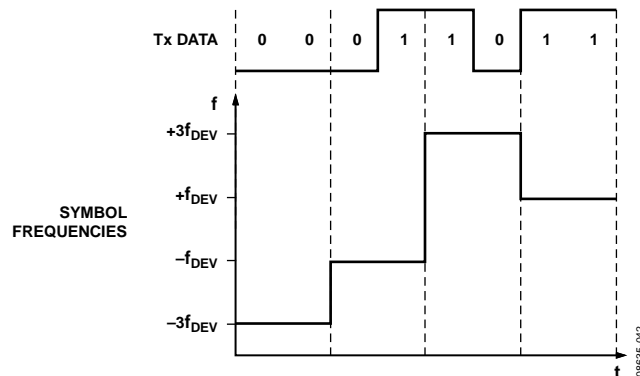 Tx DATA 0 0 0 1 1 0 1 1
f
+3fDEV
+fDEV
SYMBOL
FREQUENCIES
–fDEV
–3fDEV
t